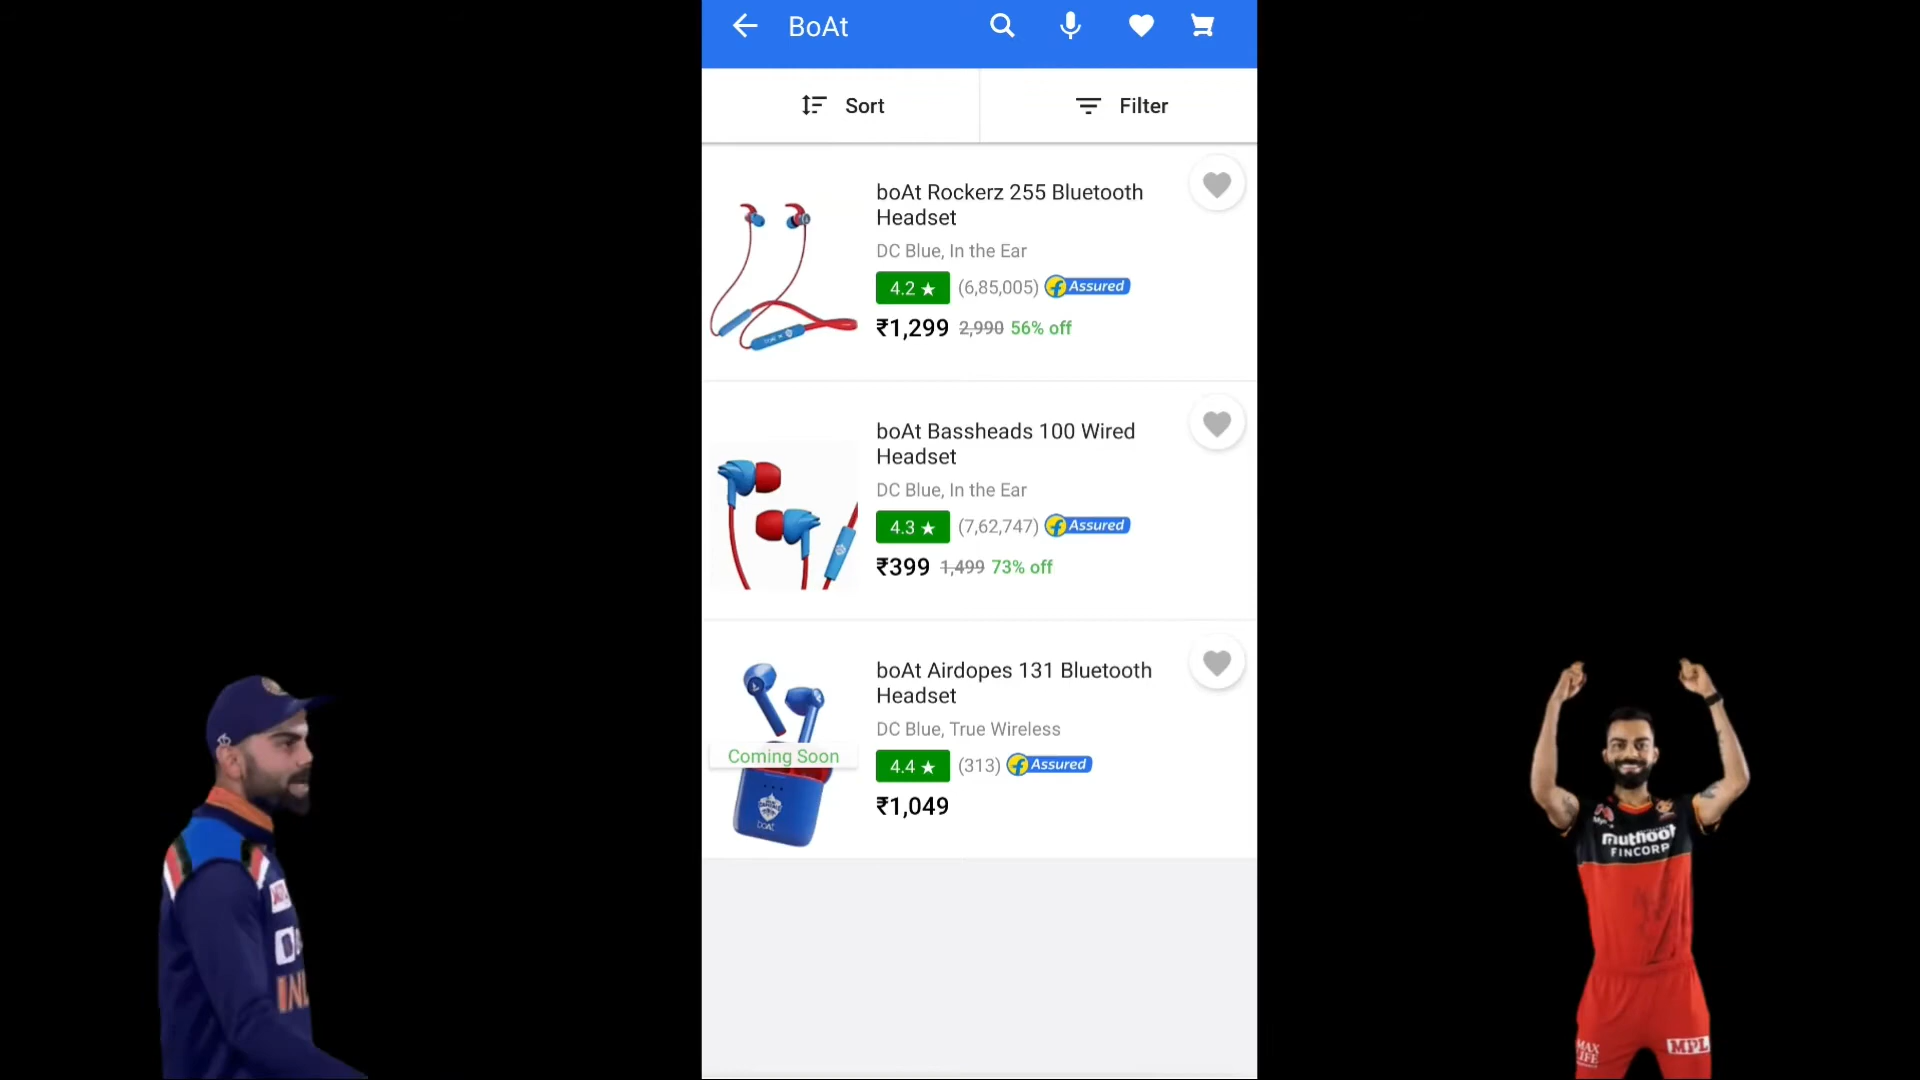 BoAt
Sort
Filter
boAt Rockerz 255 Bluetooth
Headset
DC Blue, In the Ear
4.2 ★ (6,85,005) Assured
₹1,299 2,990 56% off
boAt Bassheads 100 Wired
Headset
DC Blue, In the Ear
4.3 ★ (7,62,747) Assured
₹399 1,499 73% off
boAt Airdopes 131 Bluetooth
Headset
DC Blue, True Wireless
Coming Soon
4.4 ★ (313) Assured
₹1,049
boAt
muthoot
FINCORP
MPL